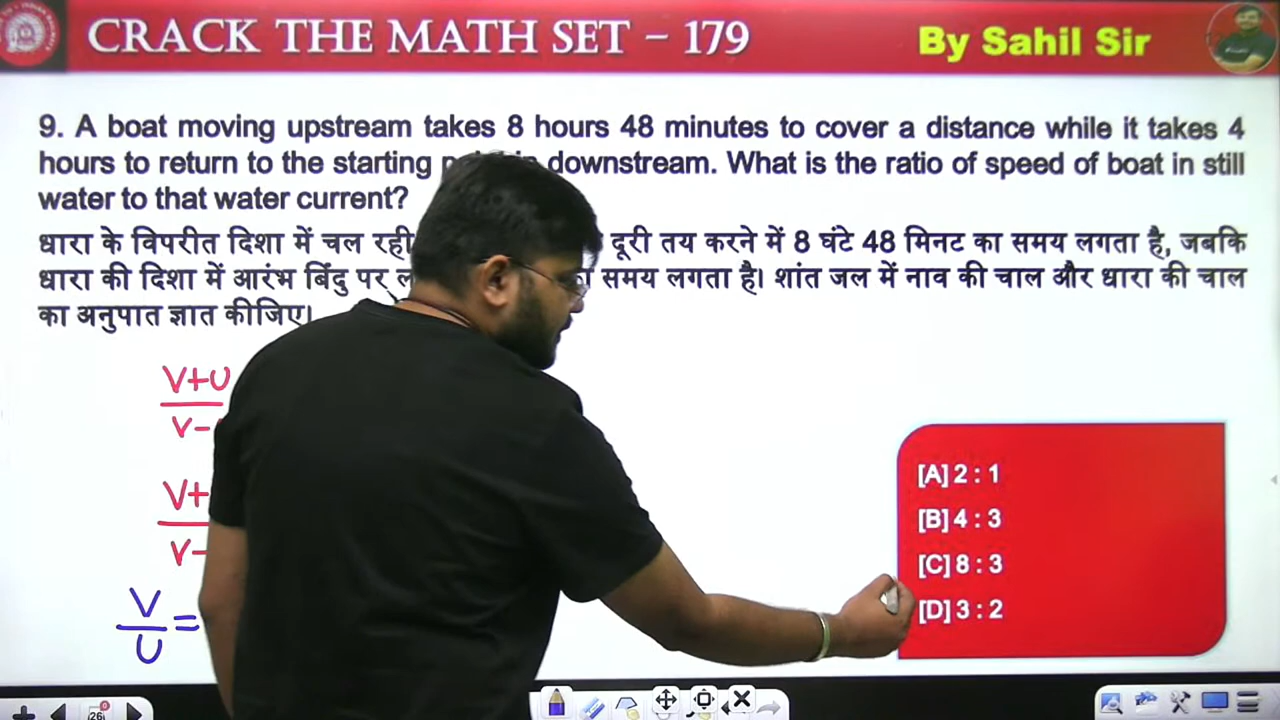 CRACK THE MATH SET – 179
By Sahil Sir
9. A boat moving upstream takes 8 hours 48 minutes to cover a distance while it takes 4
hours to return to the starting downstream. What is the ratio of speed of boat in still
water to that water current?
धारा के विपरीत दिशा में चल रही दूरी तय करने में 8 घंटे 48 मिनट का समय लगता है, जबकि
धारा की दिशा में आरंभ बिंदु पर समय लगता है। शांत जल में नाव की चाल और धारा की चाल
का अनुपात ज्ञात कीजिए।
V+U
V-
V+
V-
V
U
=
[A] 2 : 1
[B] 4 : 3
[C] 8 : 3
[D] 3 : 2
26